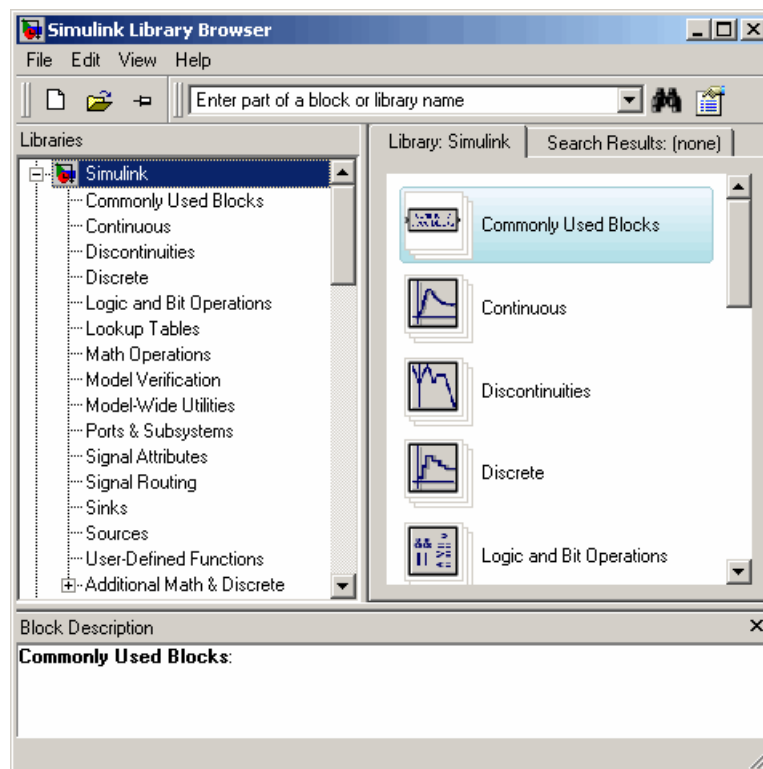 Simulink Library Browser
File Edit View Help
Enter part of a block or library name
Libraries
Simulink
Commonly Used Blocks
Continuous
Discontinuities
Discrete
Logic and Bit Operations
Lookup Tables
Math Operations
Model Verification
Model-Wide Utilities
Ports & Subsystems
Signal Attributes
Signal Routing
Sinks
Sources
User-Defined Functions
Additional Math & Discrete
Library: Simulink
Search Results: (none)
Commonly Used Blocks
Continuous
Discontinuities
Discrete
Logic and Bit Operations
Block Description
Commonly Used Blocks: